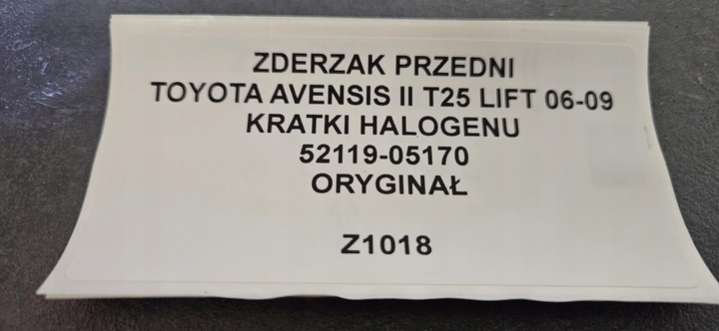 ZDERZAK PRZEDNI
TOYOTA AVENSIS II T25 LIFT 06-09
KRATKI HALOGENU
52119-05170
ORYGINAŁ
Z1018